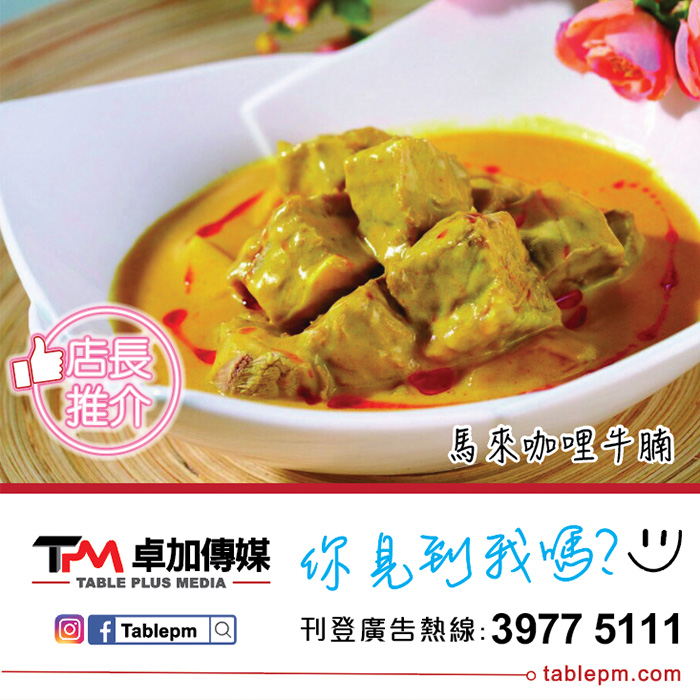 店長
推介
馬來咖哩牛腩
TPM 卓加傳媒
TABLE PLUS MEDIA
你見到我嗎?
Tablepm
刊登廣告熱線:3977 5111
tablepm.com